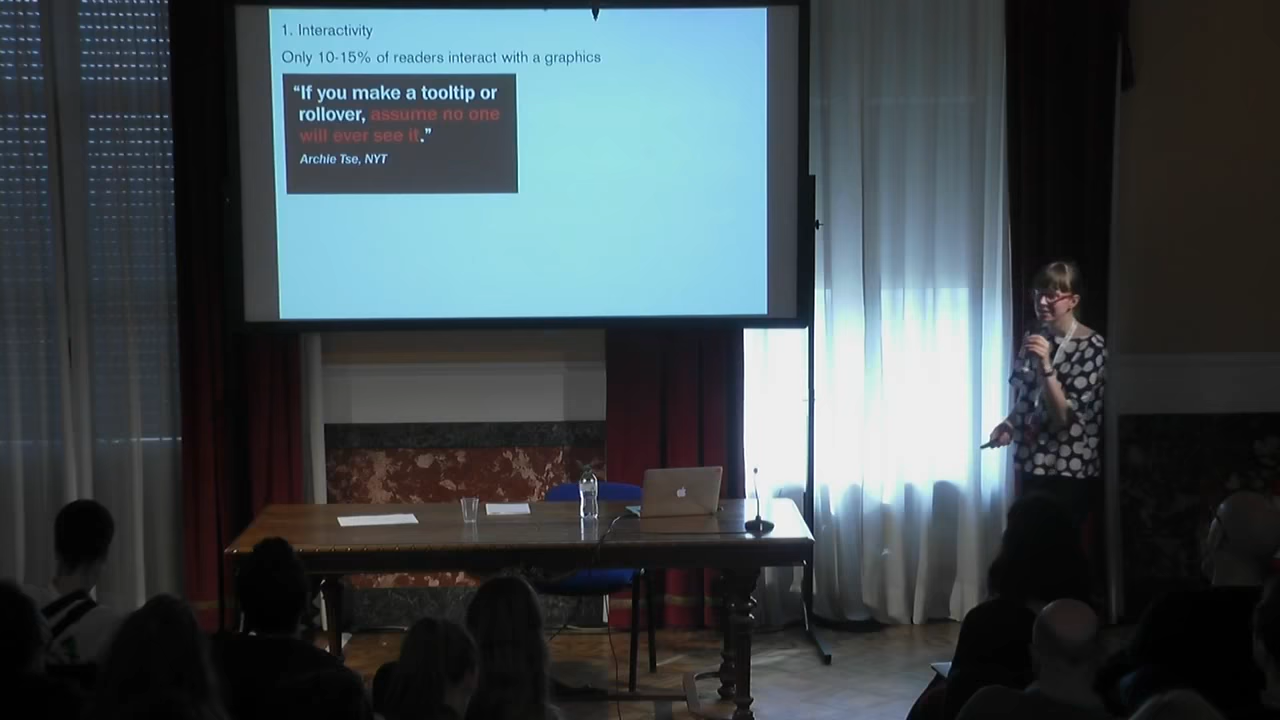 1. Interactivity
Only 10-15% of readers interact with a graphics
“If you make a tooltip or
rollover, assume no one
will ever see it.”
Archie Tse, NYT